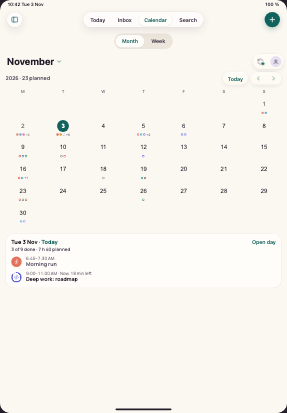 10:42 Tue 3 Nov
100 %
Today Inbox Calendar Search
Month Week
November
2026 · 23 planned
Today
M T W T F S S
1
2 3 4 5 6 7 8
9 10 11 12 13 14 15
16 17 18 19 20 21 22
23 24 25 26 27 28 29
30
Tue 3 Nov · Today
Open day
3 of 9 done · 7 h 40 planned
6:45–7:30 AM
Morning run
9:00–11:00 AM · Now, 18 min left
Deep work: roadmap